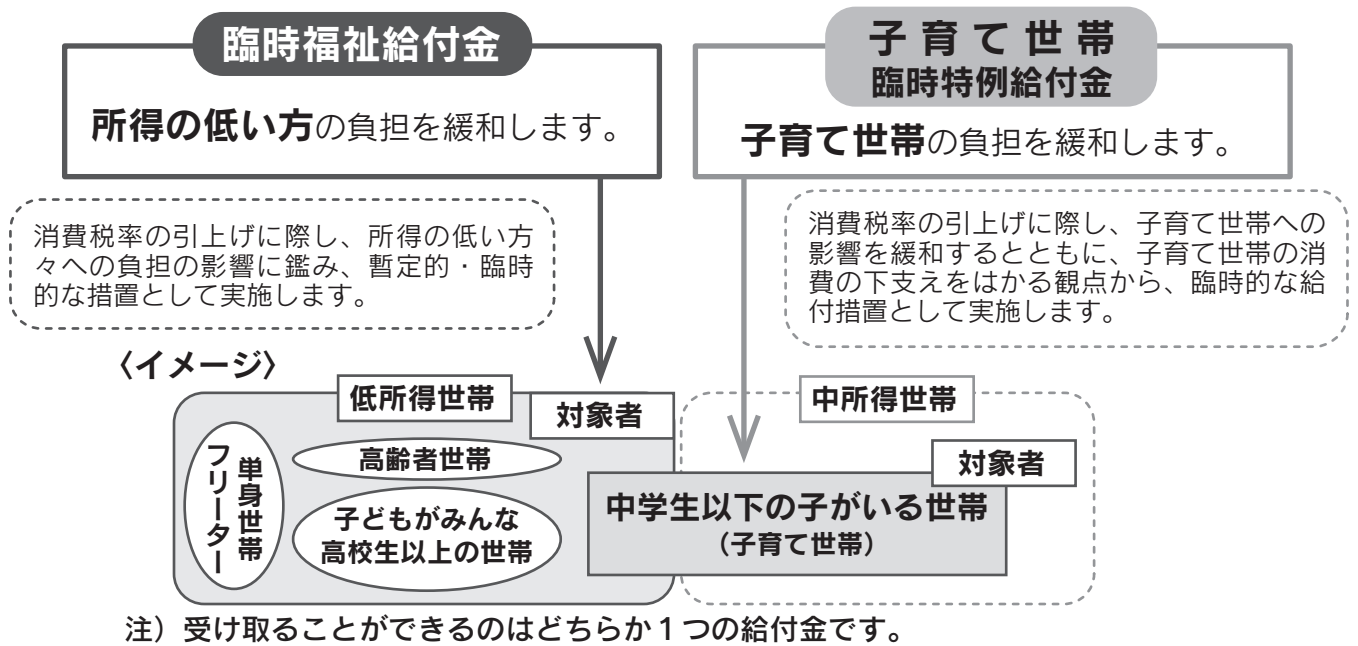 臨時福祉給付金
所得の低い方の負担を緩和します。
消費税率の引上げに際し、所得の低い方
々への負担の影響に鑑み、暫定的・臨時
的な措置として実施します。
子育て世帯
臨時特例給付金
子育て世帯の負担を緩和します。
消費税率の引上げに際し、子育て世帯への
影響を緩和するとともに、子育て世帯の消
費の下支えをはかる観点から、臨時的な給
付措置として実施します。
〈イメージ〉
低所得世帯
対象者
単身世帯
フリーター
高齢者世帯
子どもがみんな
高校生以上の世帯
中所得世帯
対象者
中学生以下の子がいる世帯
（子育て世帯）
注）受け取ることができるのはどちらか１つの給付金です。